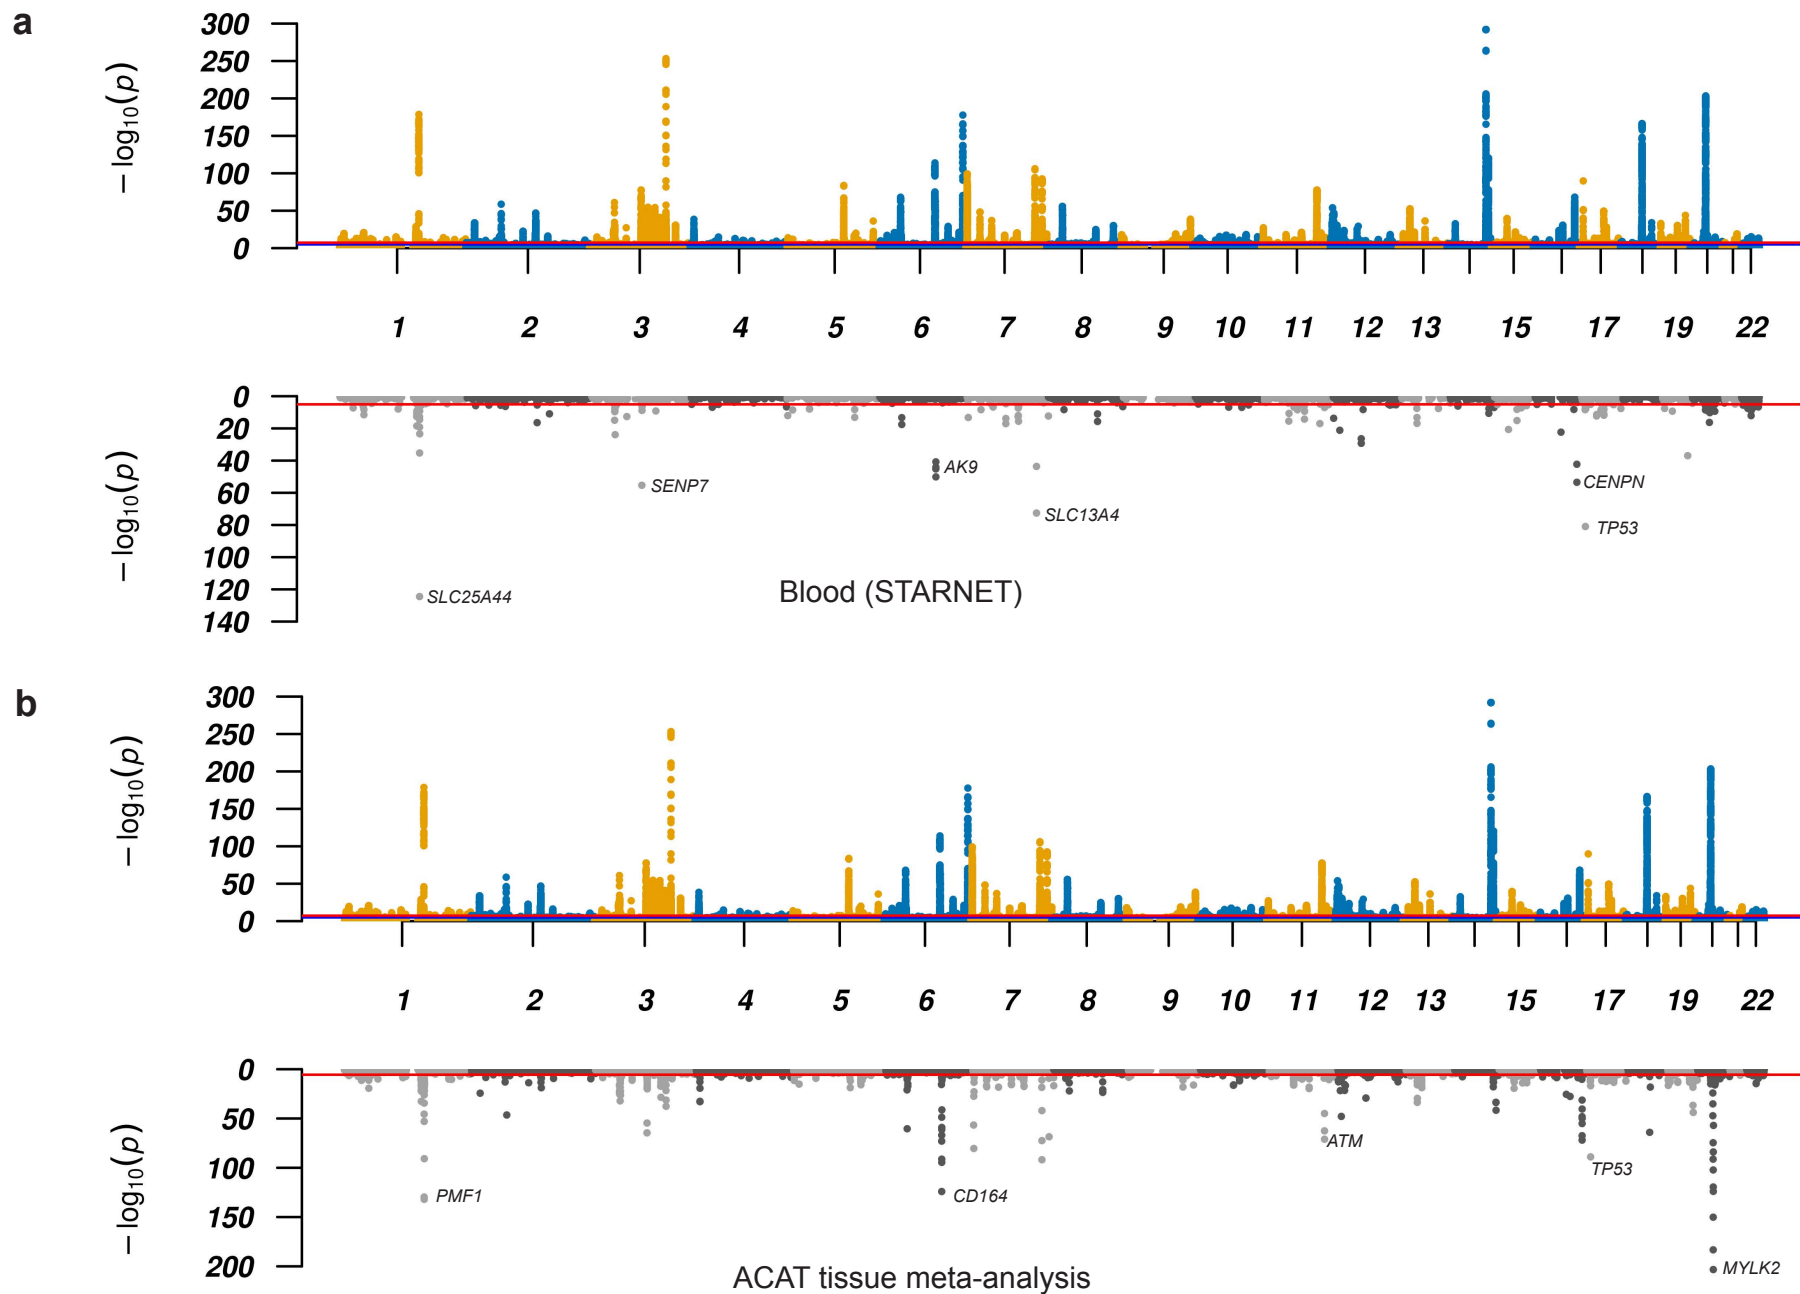 a
300
250
200
150
100
50
0
− log10(p)
1 2 3 4 5 6 7 8 9 10 11 12 13 15 17 19 22
0
20
40
60
80
100
120
140
− log10(p)
SLC25A44
SENP7
AK9
SLC13A4
CENPN
TP53
Blood (STARNET)
b
300
250
200
150
100
50
0
− log10(p)
1 2 3 4 5 6 7 8 9 10 11 12 13 15 17 19 22
0
50
100
150
200
− log10(p)
PMF1
CD164
ATM
TP53
MYLK2
ACAT tissue meta-analysis